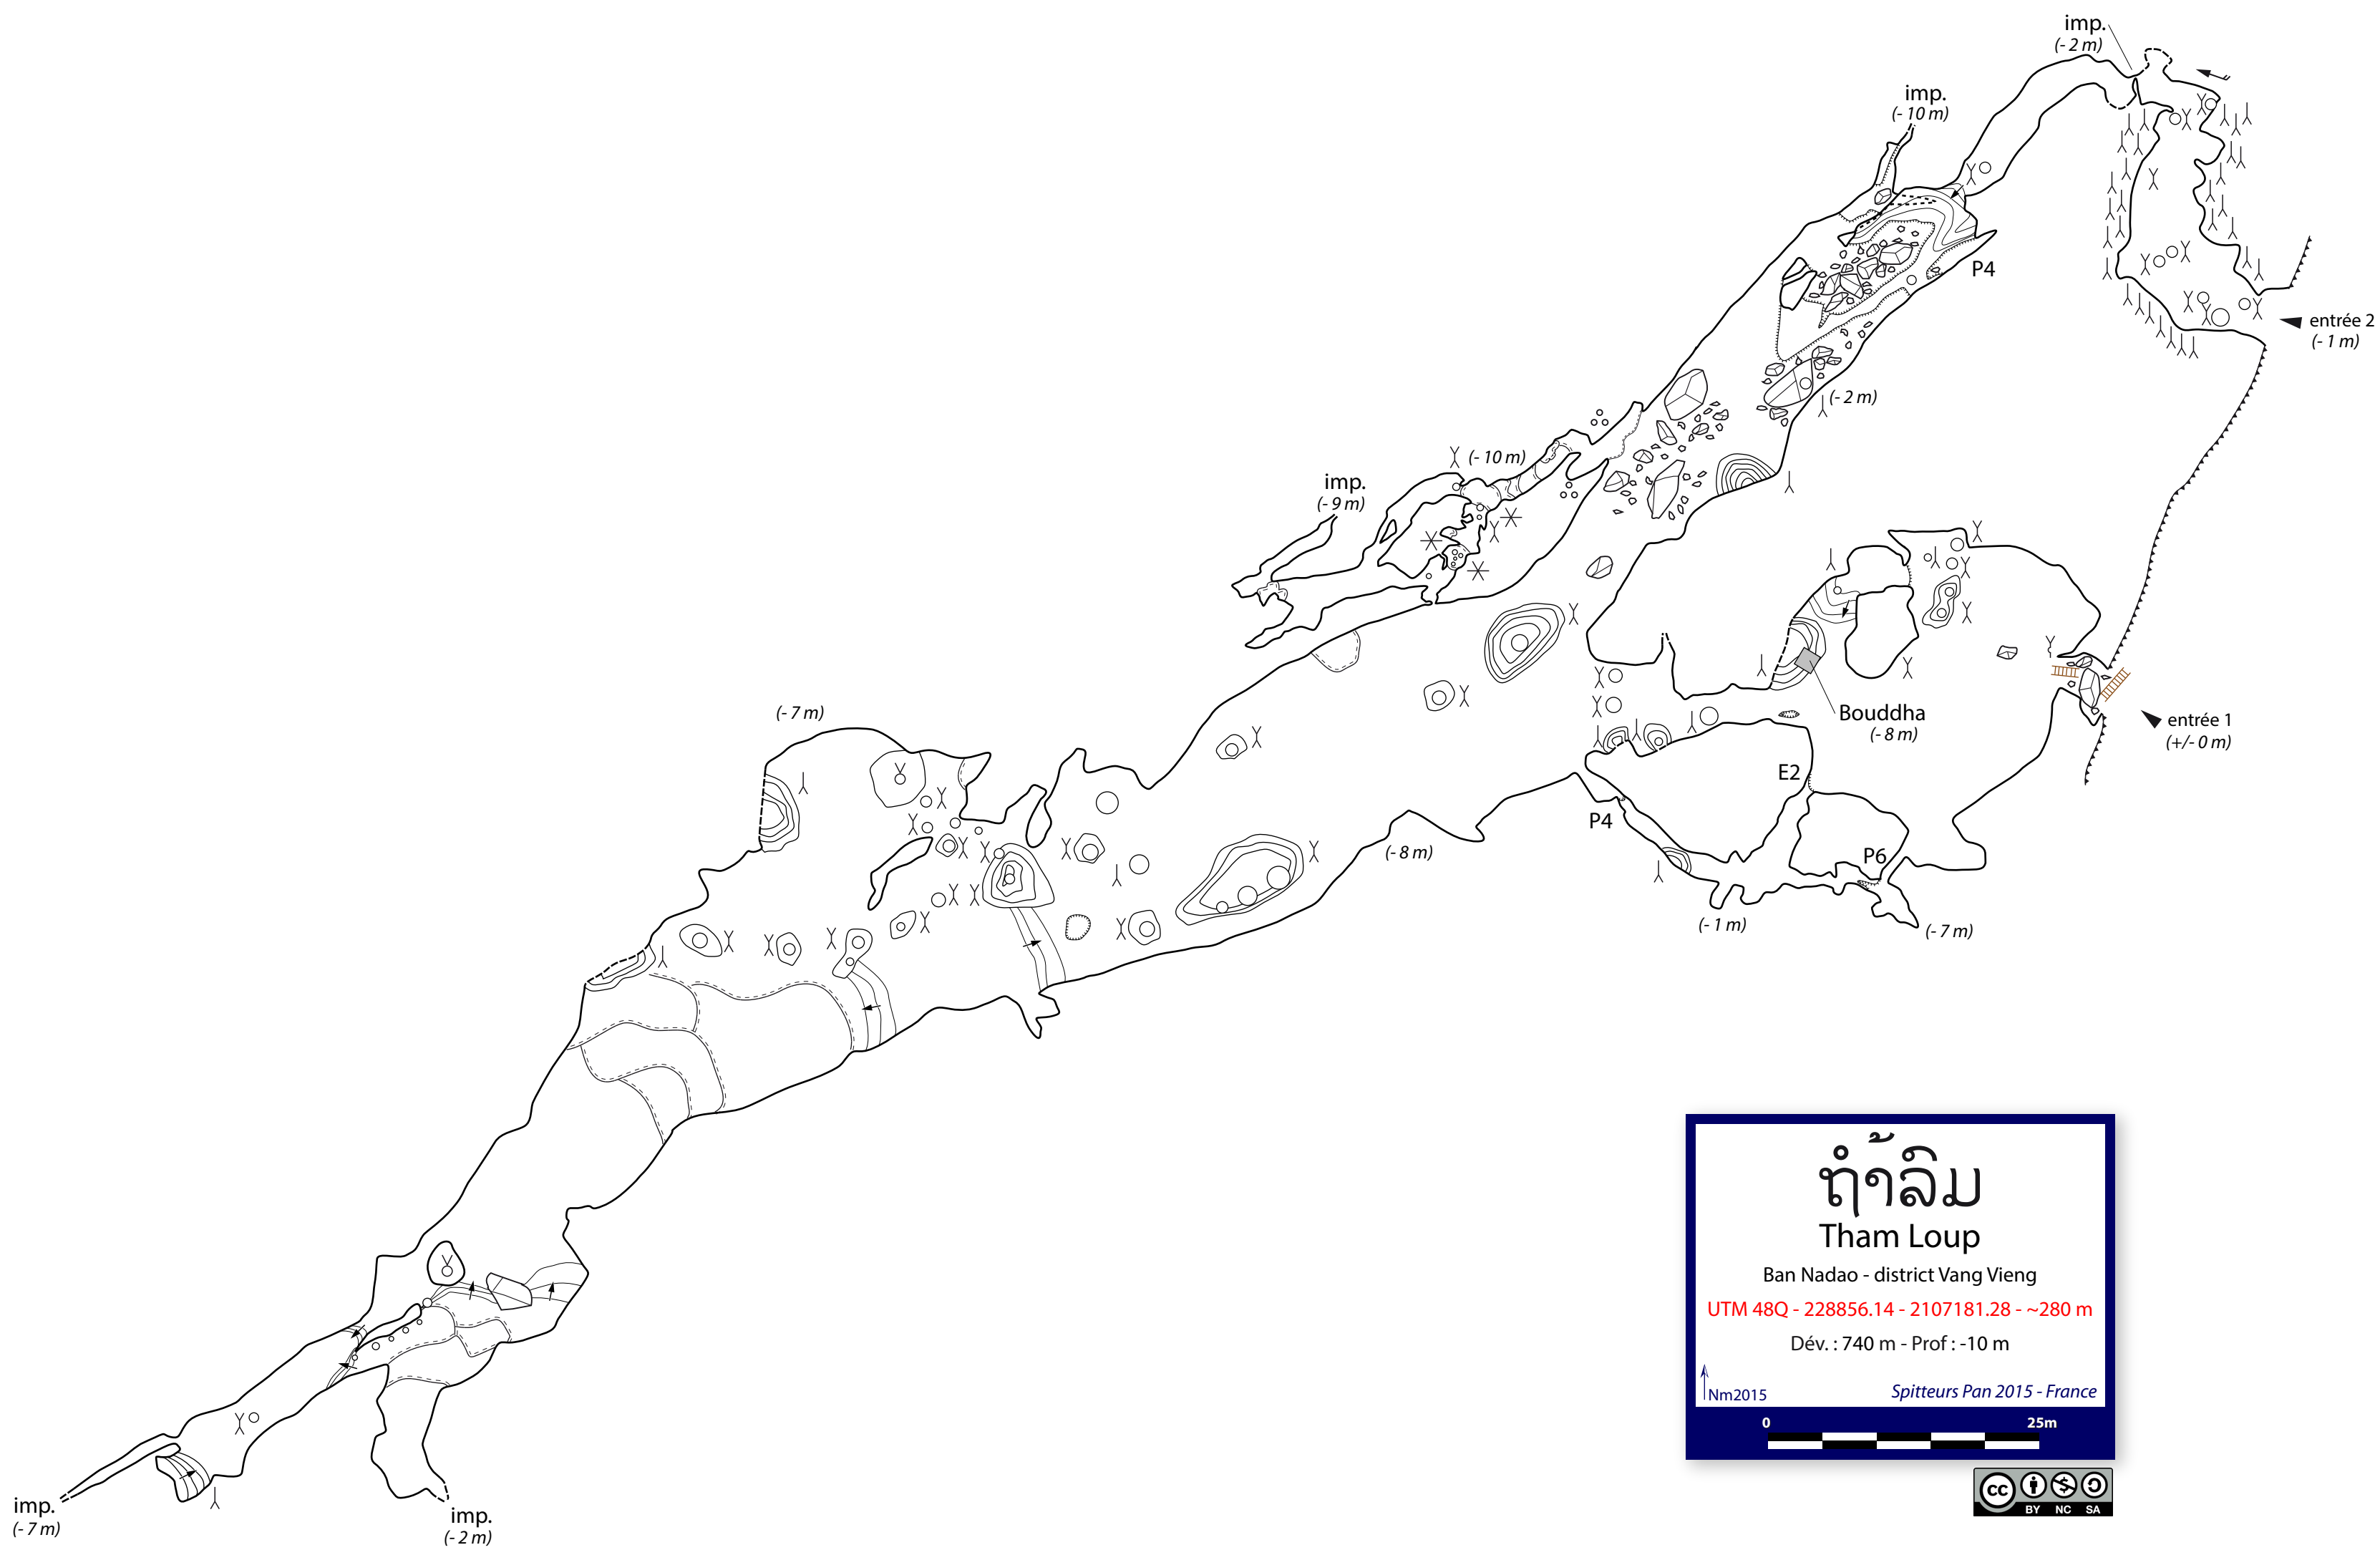 imp.
(- 2 m)
imp.
(- 10 m)
P4
entrée 2
(- 1 m)
(- 2 m)
(- 10 m)
imp.
(- 9 m)
(- 7 m)
Bouddha
(- 8 m)
entrée 1
(+/- 0 m)
E2
P4
(- 8 m)
P6
(- 1 m)
(- 7 m)
imp.
(- 7 m)
imp.
(- 2 m)
ຖໍ້າລົມ
Tham Loup
Ban Nadao - district Vang Vieng
UTM 48Q - 228856.14 - 2107181.28 - ~280 m
Dév. : 740 m - Prof : -10 m
Nm2015
Spitteurs Pan 2015 - France
0 25m
cc
BY NC SA